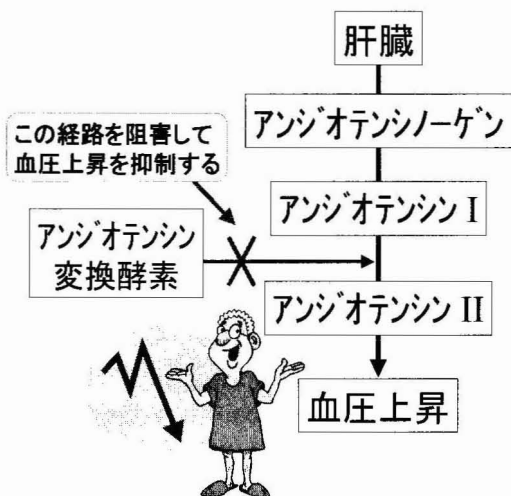 肝臓
アンジオテンシノーゲン
この経路を阻害して
血圧上昇を抑制する
アンジオテンシン I
アンジオテンシン
変換酵素
アンジオテンシン II
血圧上昇